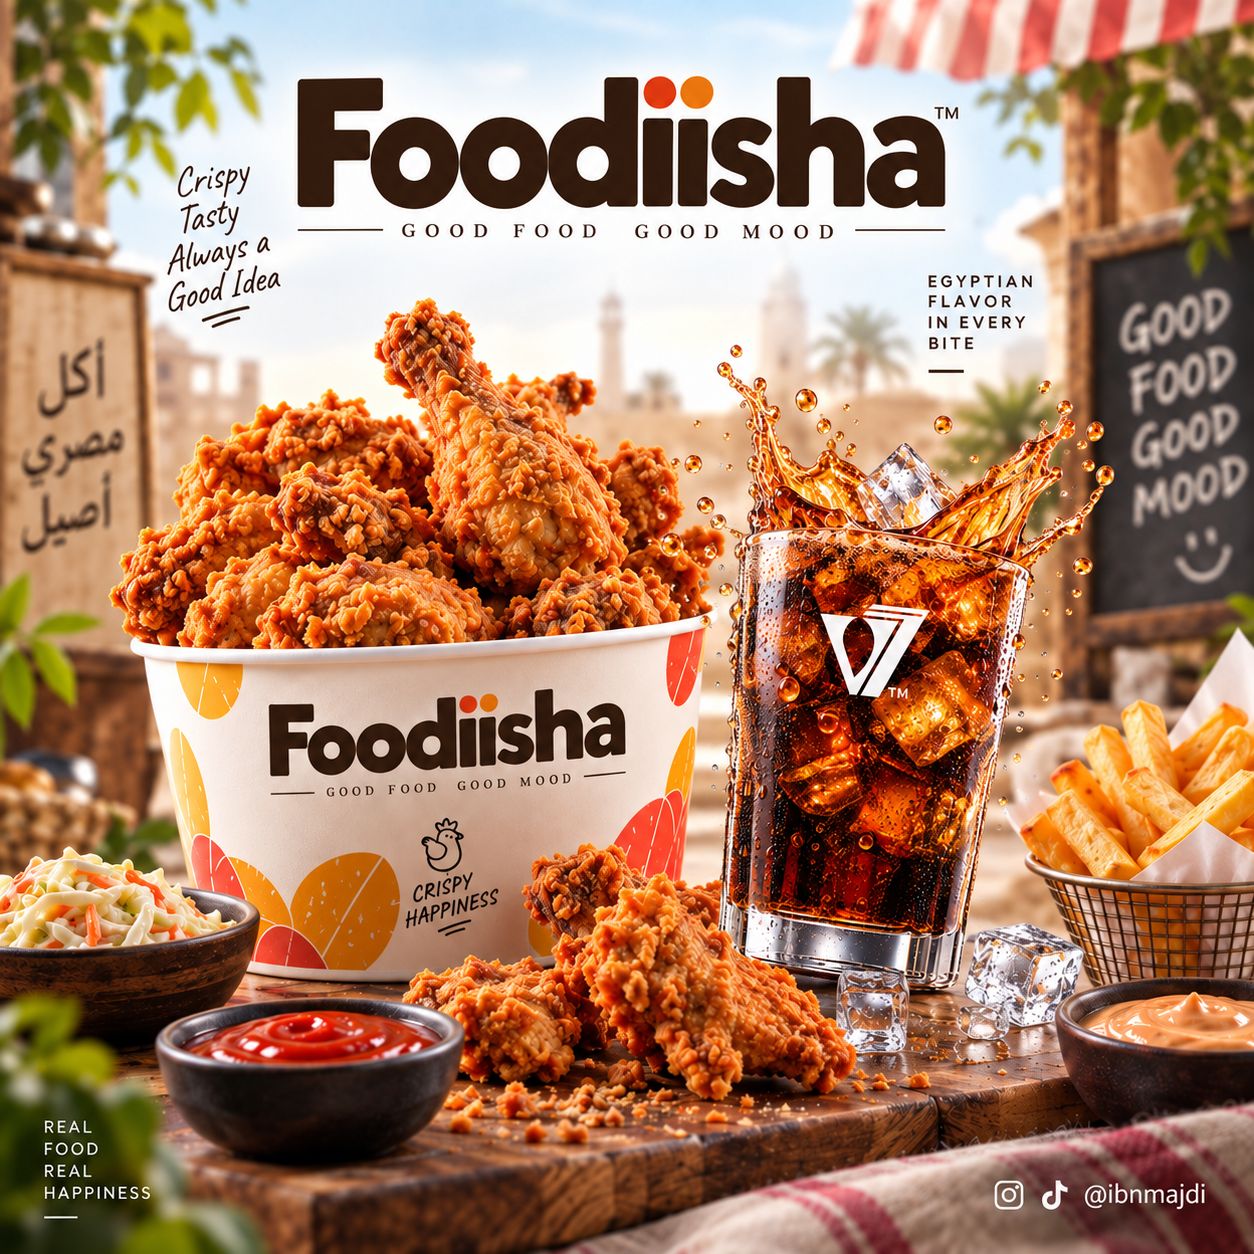 Foodiisha™
GOOD FOOD GOOD MOOD
Crispy
Tasty
Always a
Good Idea
EGYPTIAN
FLAVOR
IN EVERY
BITE
أكل
مصري
أصيل
GOOD
FOOD
GOOD
MOOD
Foodiisha
GOOD FOOD GOOD MOOD
CRISPY
HAPPINESS
V7™
REAL
FOOD
REAL
HAPPINESS
@ibnmajdi